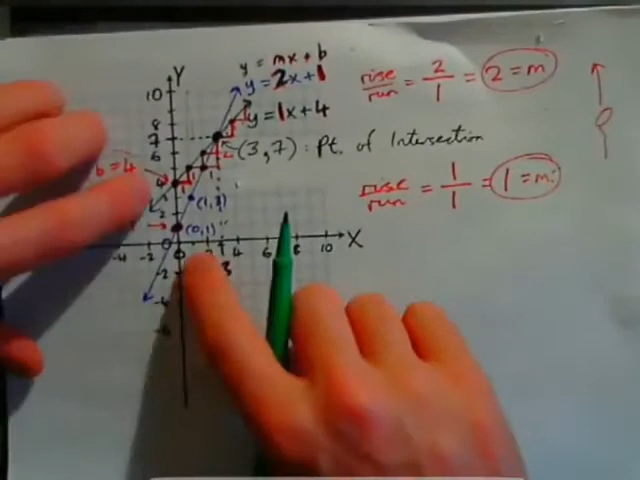 y = mx + b
Y
y = 2x + 1
rise/run = 2/1 = 2 = m
10
y = 1x + 4
8
7
6
(3,7) : Pt. of Intersection
b = 4
rise/run = 1/1 = 1 = m
(1,3)
(0,1)
-4 -2 0 2 4 6 8 10 X
3
-2
-4